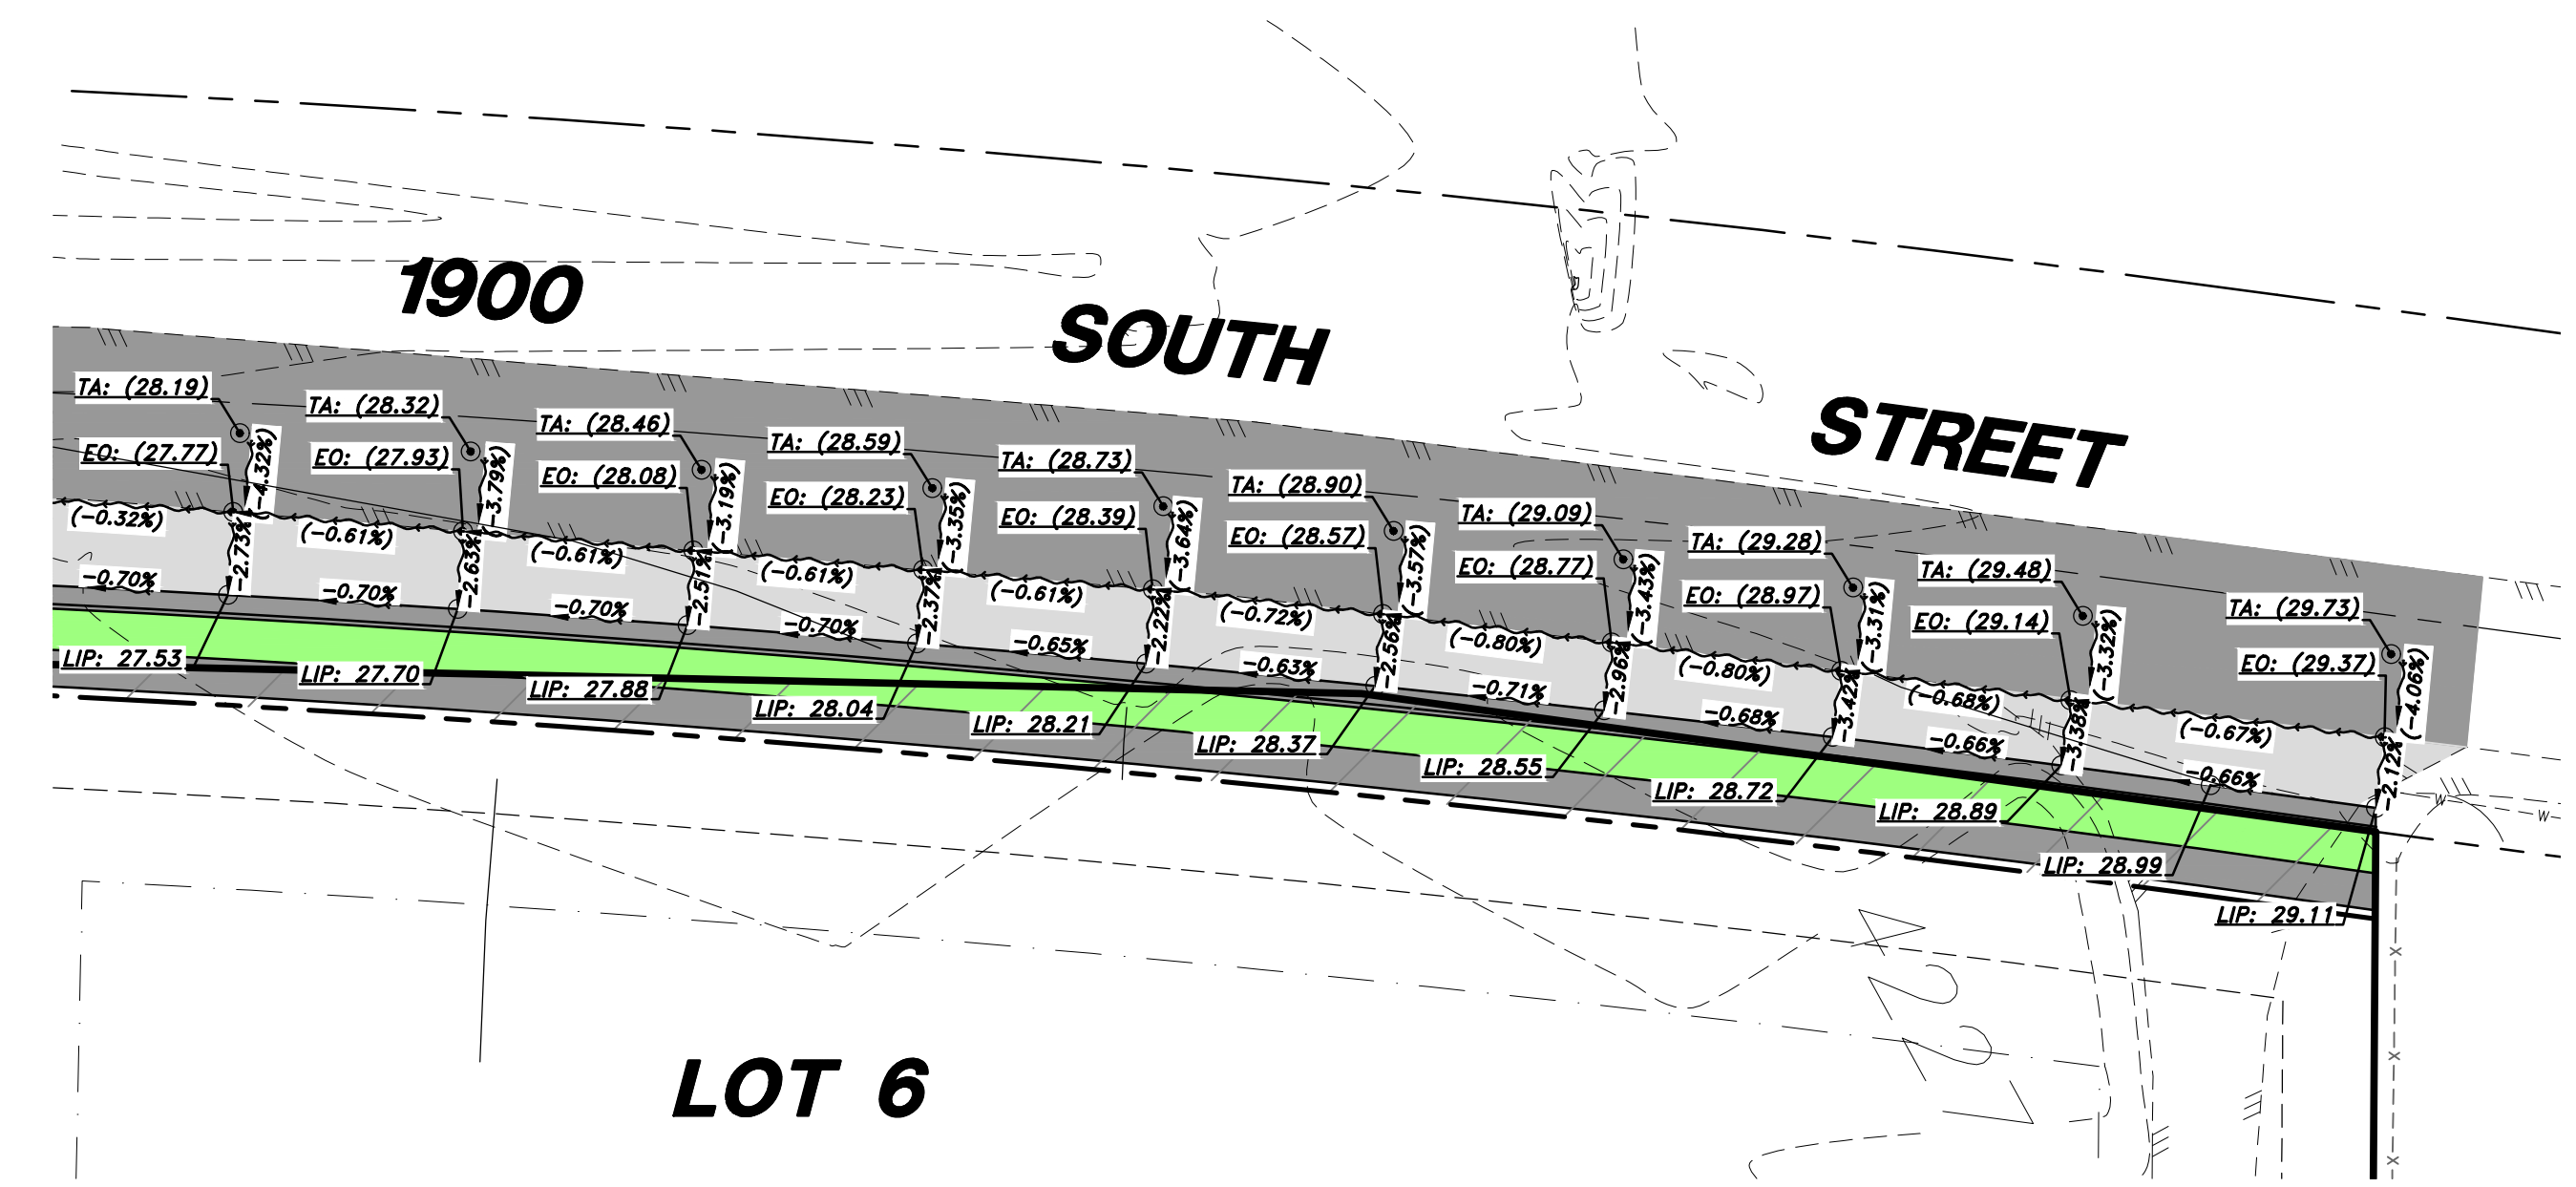 1900
SOUTH
STREET
TA: (28.19)
TA: (28.32)
TA: (28.46)
TA: (28.59)
TA: (28.73)
TA: (28.90)
TA: (29.09)
TA: (29.28)
TA: (29.48)
TA: (29.73)
EO: (27.77)
EO: (27.93)
EO: (28.08)
EO: (28.23)
EO: (28.39)
EO: (28.57)
EO: (28.77)
EO: (28.97)
EO: (29.14)
EO: (29.37)
(-4.32%)
(-3.79%)
(-3.19%)
(-3.35%)
(-3.64%)
(-3.57%)
(-3.43%)
(-3.31%)
(-3.32%)
(-4.06%)
(-0.32%)
(-0.61%)
(-0.61%)
(-0.61%)
(-0.61%)
(-0.72%)
(-0.80%)
(-0.80%)
(-0.68%)
(-0.67%)
-2.73%
-2.63%
-2.51%
-2.37%
-2.22%
-2.56%
-2.96%
-3.42%
-3.38%
-2.12%
-0.70%
-0.70%
-0.70%
-0.70%
-0.65%
-0.63%
-0.71%
-0.68%
-0.66%
-0.66%
LIP: 27.53
LIP: 27.70
LIP: 27.88
LIP: 28.04
LIP: 28.21
LIP: 28.37
LIP: 28.55
LIP: 28.72
LIP: 28.89
LIP: 28.99
LIP: 29.11
W
W
X
X
X
4227
LOT 6